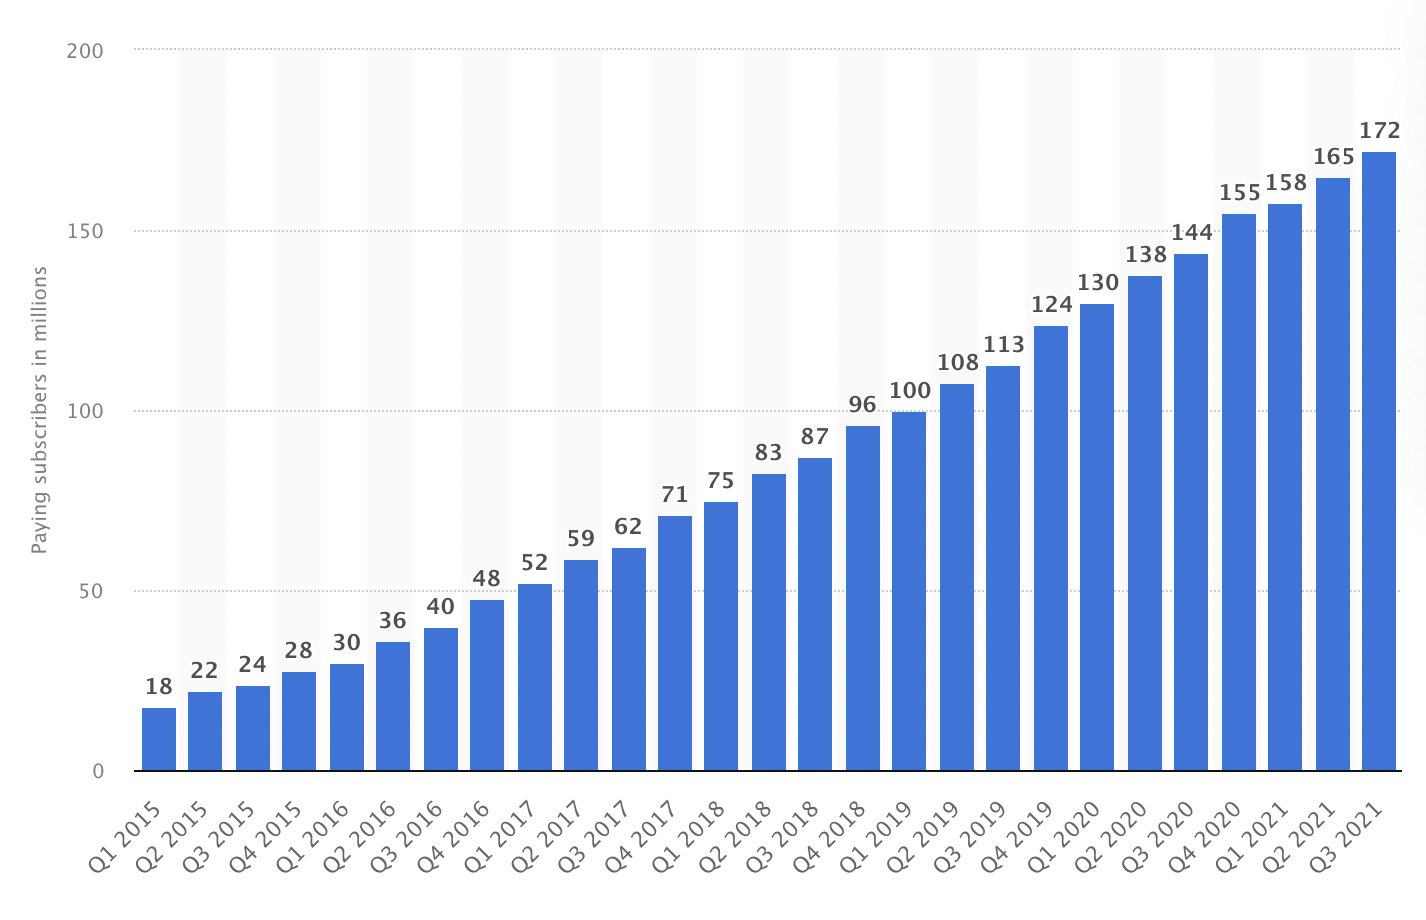 Paying subscribers in millions
200
150
100
50
0
18
22
24
28
30
36
40
48
52
59
62
71
75
83
87
96
100
108
113
124
130
138
144
155
158
165
172
Q1 2015
Q2 2015
Q3 2015
Q4 2015
Q1 2016
Q2 2016
Q3 2016
Q4 2016
Q1 2017
Q2 2017
Q3 2017
Q4 2017
Q1 2018
Q2 2018
Q3 2018
Q4 2018
Q1 2019
Q2 2019
Q3 2019
Q4 2019
Q1 2020
Q2 2020
Q3 2020
Q4 2020
Q1 2021
Q2 2021
Q3 2021